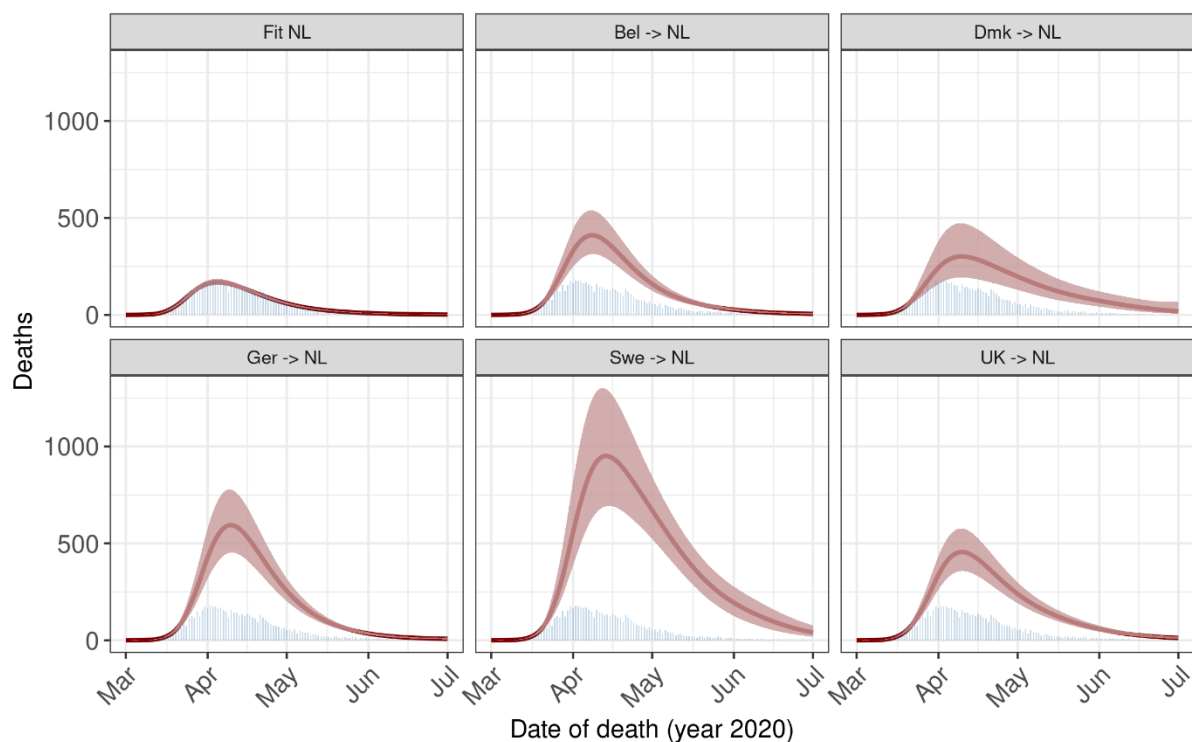 Fit NL
Bel -> NL
Dmk -> NL
1000
500
0
Deaths
Ger -> NL
Swe -> NL
UK -> NL
1000
500
0
Mar
Apr
May
Jun
Jul
Mar
Apr
May
Jun
Jul
Mar
Apr
May
Jun
Jul
Date of death (year 2020)